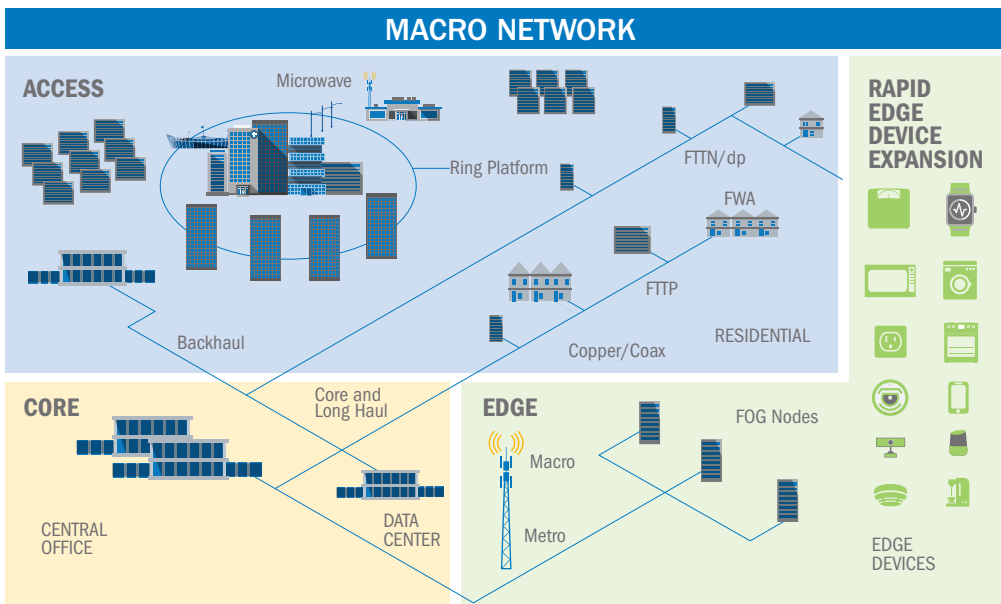 MACRO NETWORK
ACCESS
Microwave
Ring Platform
Backhaul
FTTN/dp
FWA
FTTP
Copper/Coax
RESIDENTIAL
RAPID
EDGE
DEVICE
EXPANSION
CORE
Core and
Long Haul
CENTRAL
OFFICE
DATA
CENTER
EDGE
Macro
Metro
FOG Nodes
EDGE
DEVICES